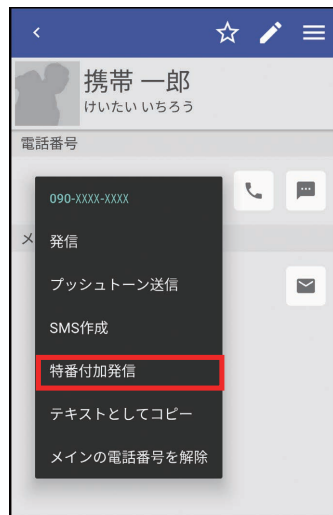 携帯 一郎
けいたい いちろう
電話番号
090-XXXX-XXXX
発信
メ
プッシュトーン送信
SMS作成
特番付加発信
テキストとしてコピー
メインの電話番号を解除